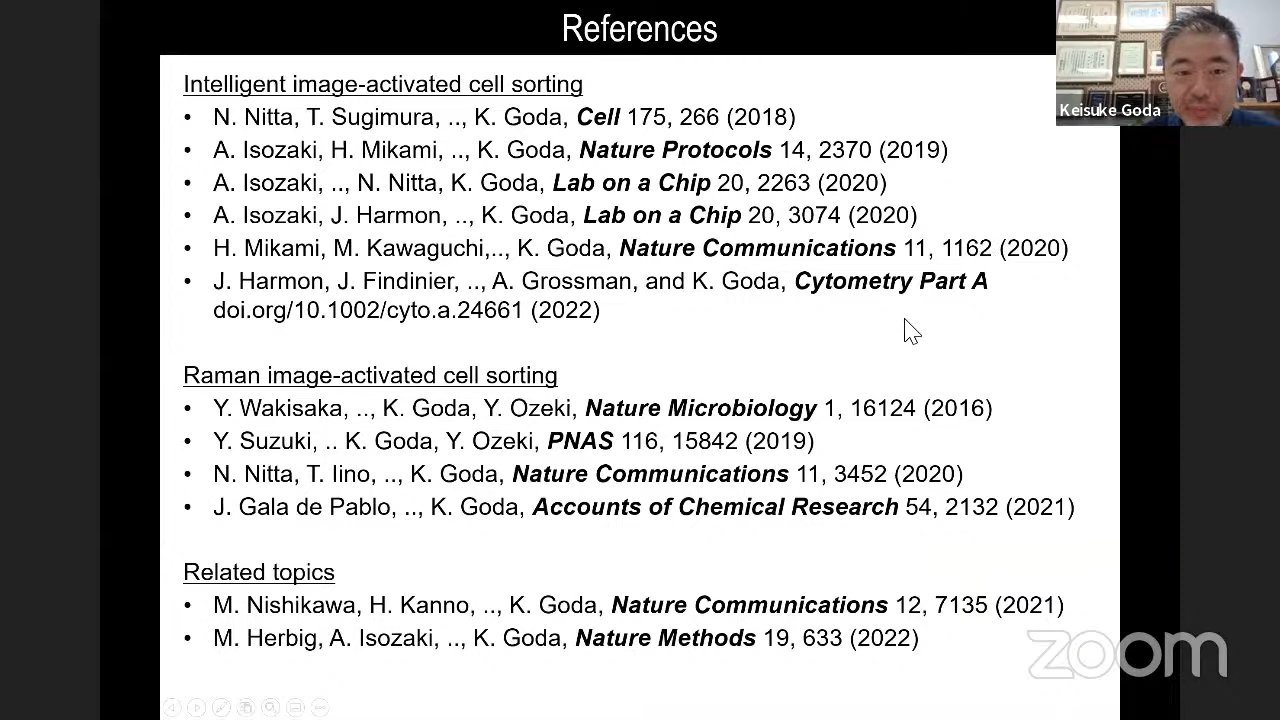 References
Keisuke Goda
Intelligent image-activated cell sorting
• N. Nitta, T. Sugimura, .., K. Goda, Cell 175, 266 (2018)
• A. Isozaki, H. Mikami, .., K. Goda, Nature Protocols 14, 2370 (2019)
• A. Isozaki, .., N. Nitta, K. Goda, Lab on a Chip 20, 2263 (2020)
• A. Isozaki, J. Harmon, .., K. Goda, Lab on a Chip 20, 3074 (2020)
• H. Mikami, M. Kawaguchi,.., K. Goda, Nature Communications 11, 1162 (2020)
• J. Harmon, J. Findinier, .., A. Grossman, and K. Goda, Cytometry Part A
doi.org/10.1002/cyto.a.24661 (2022)
Raman image-activated cell sorting
• Y. Wakisaka, .., K. Goda, Y. Ozeki, Nature Microbiology 1, 16124 (2016)
• Y. Suzuki, .. K. Goda, Y. Ozeki, PNAS 116, 15842 (2019)
• N. Nitta, T. Iino, .., K. Goda, Nature Communications 11, 3452 (2020)
• J. Gala de Pablo, .., K. Goda, Accounts of Chemical Research 54, 2132 (2021)
Related topics
• M. Nishikawa, H. Kanno, .., K. Goda, Nature Communications 12, 7135 (2021)
• M. Herbig, A. Isozaki, .., K. Goda, Nature Methods 19, 633 (2022)
zoom